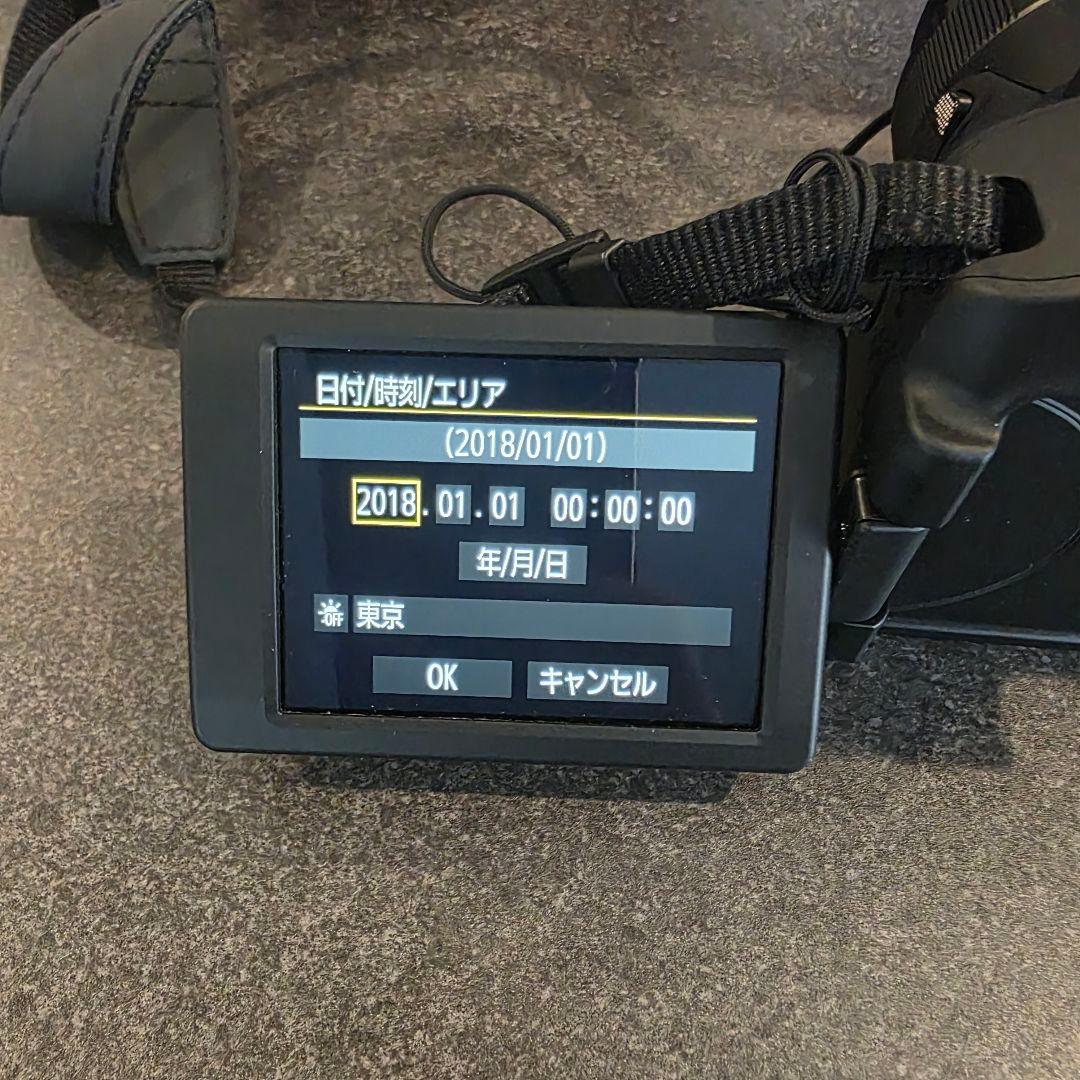 日付/時刻/エリア
(2018/01/01)
2018.01.01 00:00:00
年/月/日
OFF 東京
OK キャンセル